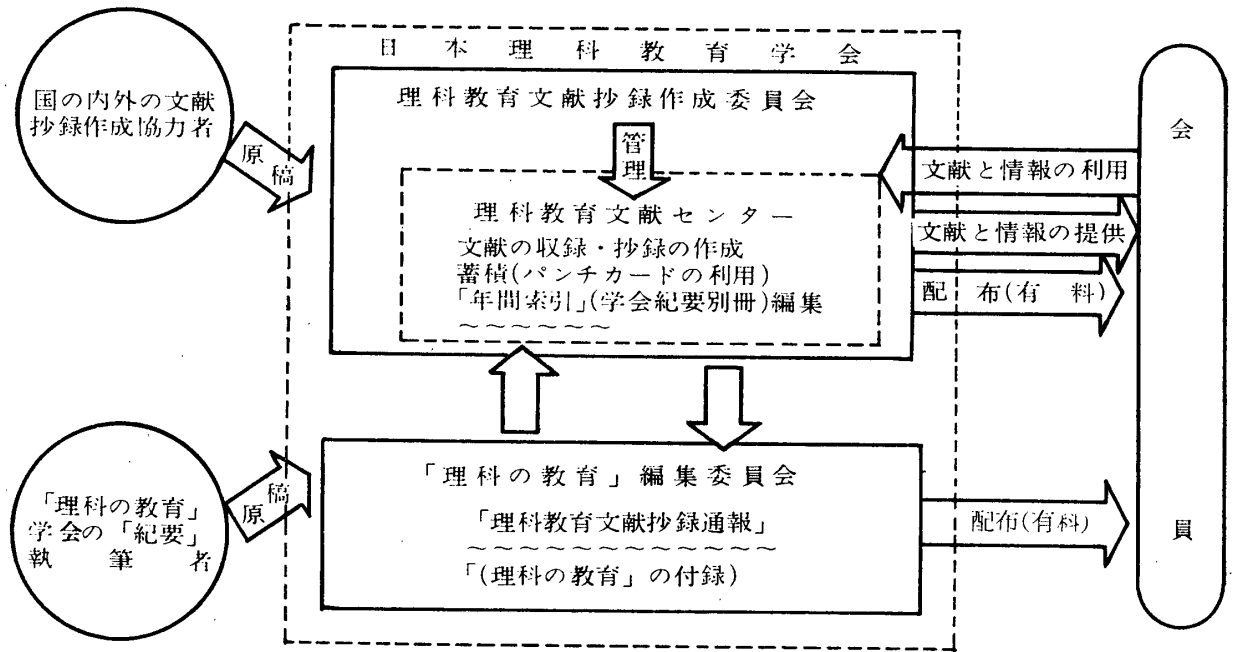 日本理科教育学会
国の内外の文献
抄録作成協力者
原稿
理科教育文献抄録作成委員会
管理
理科教育文献センター
文献の収録・抄録の作成
蓄積(パンチカードの利用)
「年間索引」(学会紀要別冊)編集
文献と情報の利用
文献と情報の提供
配布(有料)
会員
「理科の教育」
学会の「紀要」
執筆者
原稿
「理科の教育」編集委員会
「理科教育文献抄録通報」
「(理科の教育」の付録)
配布(有料)